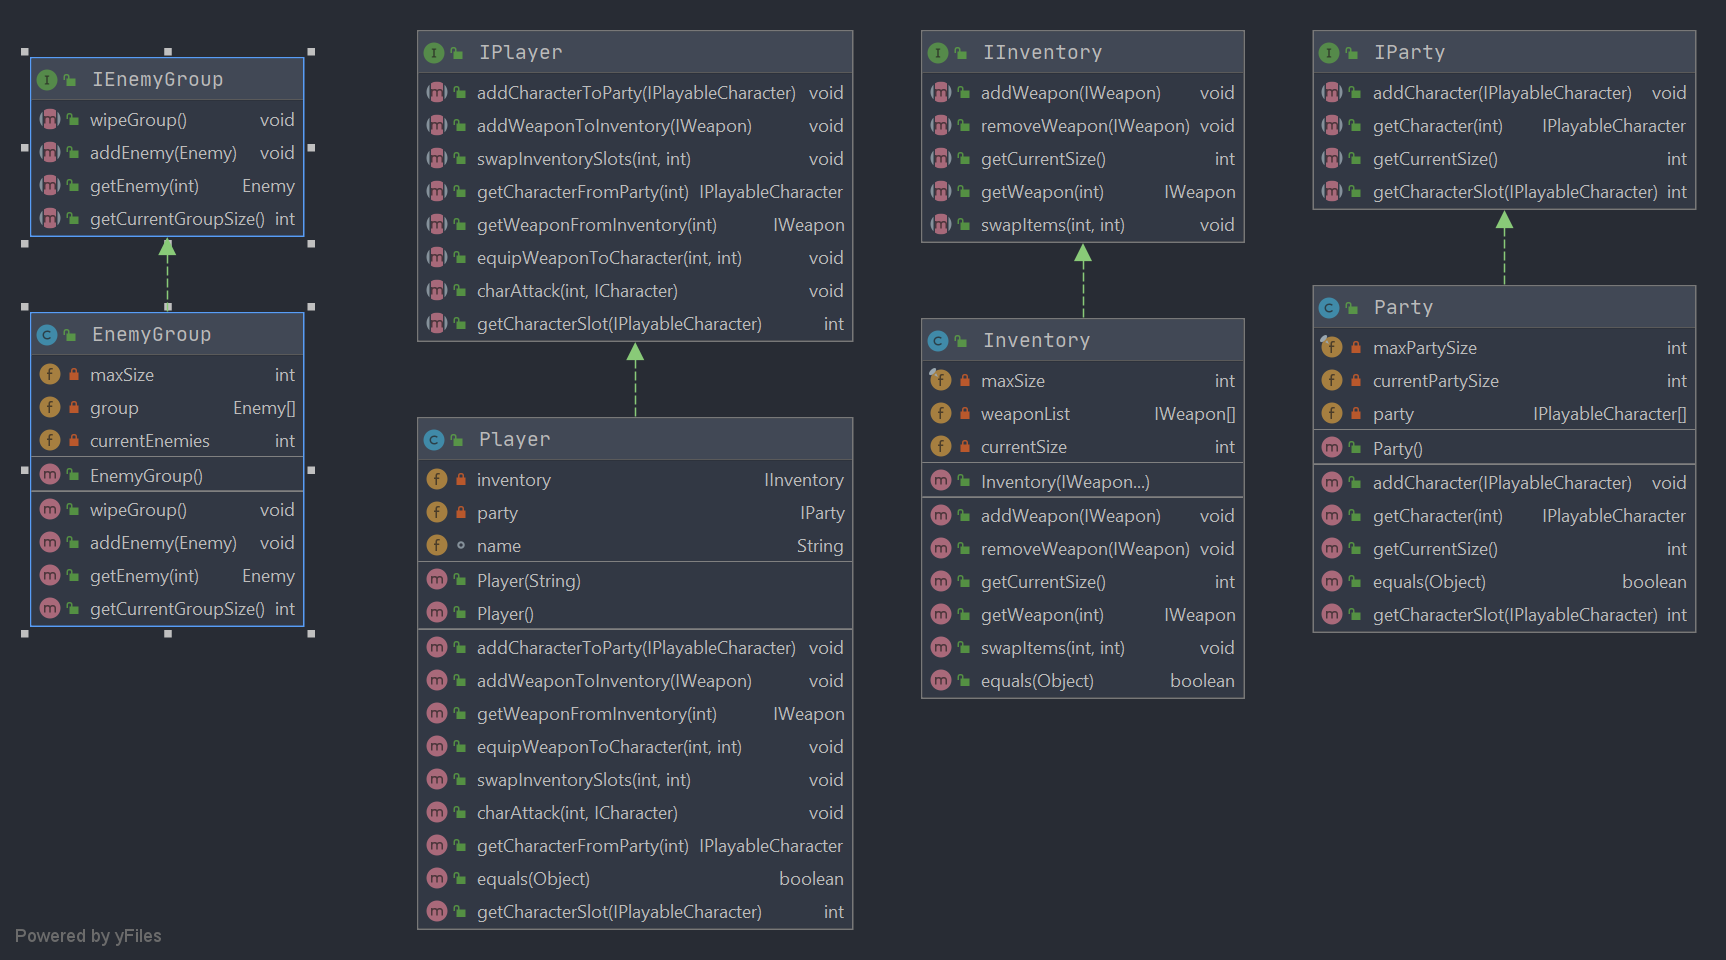 IEnemyGroup
wipeGroup() void
addEnemy(Enemy) void
getEnemy(int) Enemy
getCurrentGroupSize() int
EnemyGroup
maxSize int
group Enemy[]
currentEnemies int
EnemyGroup()
wipeGroup() void
addEnemy(Enemy) void
getEnemy(int) Enemy
getCurrentGroupSize() int
IPlayer
addCharacterToParty(IPlayableCharacter) void
addWeaponToInventory(IWeapon) void
swapInventorySlots(int, int) void
getCharacterFromParty(int) IPlayableCharacter
getWeaponFromInventory(int) IWeapon
equipWeaponToCharacter(int, int) void
charAttack(int, ICharacter) void
getCharacterSlot(IPlayableCharacter) int
Player
inventory IInventory
party IParty
name String
Player(String)
Player()
addCharacterToParty(IPlayableCharacter) void
addWeaponToInventory(IWeapon) void
getWeaponFromInventory(int) IWeapon
equipWeaponToCharacter(int, int) void
swapInventorySlots(int, int) void
charAttack(int, ICharacter) void
getCharacterFromParty(int) IPlayableCharacter
equals(Object) boolean
getCharacterSlot(IPlayableCharacter) int
IInventory
addWeapon(IWeapon) void
removeWeapon(IWeapon) void
getCurrentSize() int
getWeapon(int) IWeapon
swapItems(int, int) void
Inventory
maxSize int
weaponList IWeapon[]
currentSize int
Inventory(IWeapon...)
addWeapon(IWeapon) void
removeWeapon(IWeapon) void
getCurrentSize() int
getWeapon(int) IWeapon
swapItems(int, int) void
equals(Object) boolean
IParty
addCharacter(IPlayableCharacter) void
getCharacter(int) IPlayableCharacter
getCurrentSize() int
getCharacterSlot(IPlayableCharacter) int
Party
maxPartySize int
currentPartySize int
party IPlayableCharacter[]
Party()
addCharacter(IPlayableCharacter) void
getCharacter(int) IPlayableCharacter
getCurrentSize() int
equals(Object) boolean
getCharacterSlot(IPlayableCharacter) int
Powered by yFiles